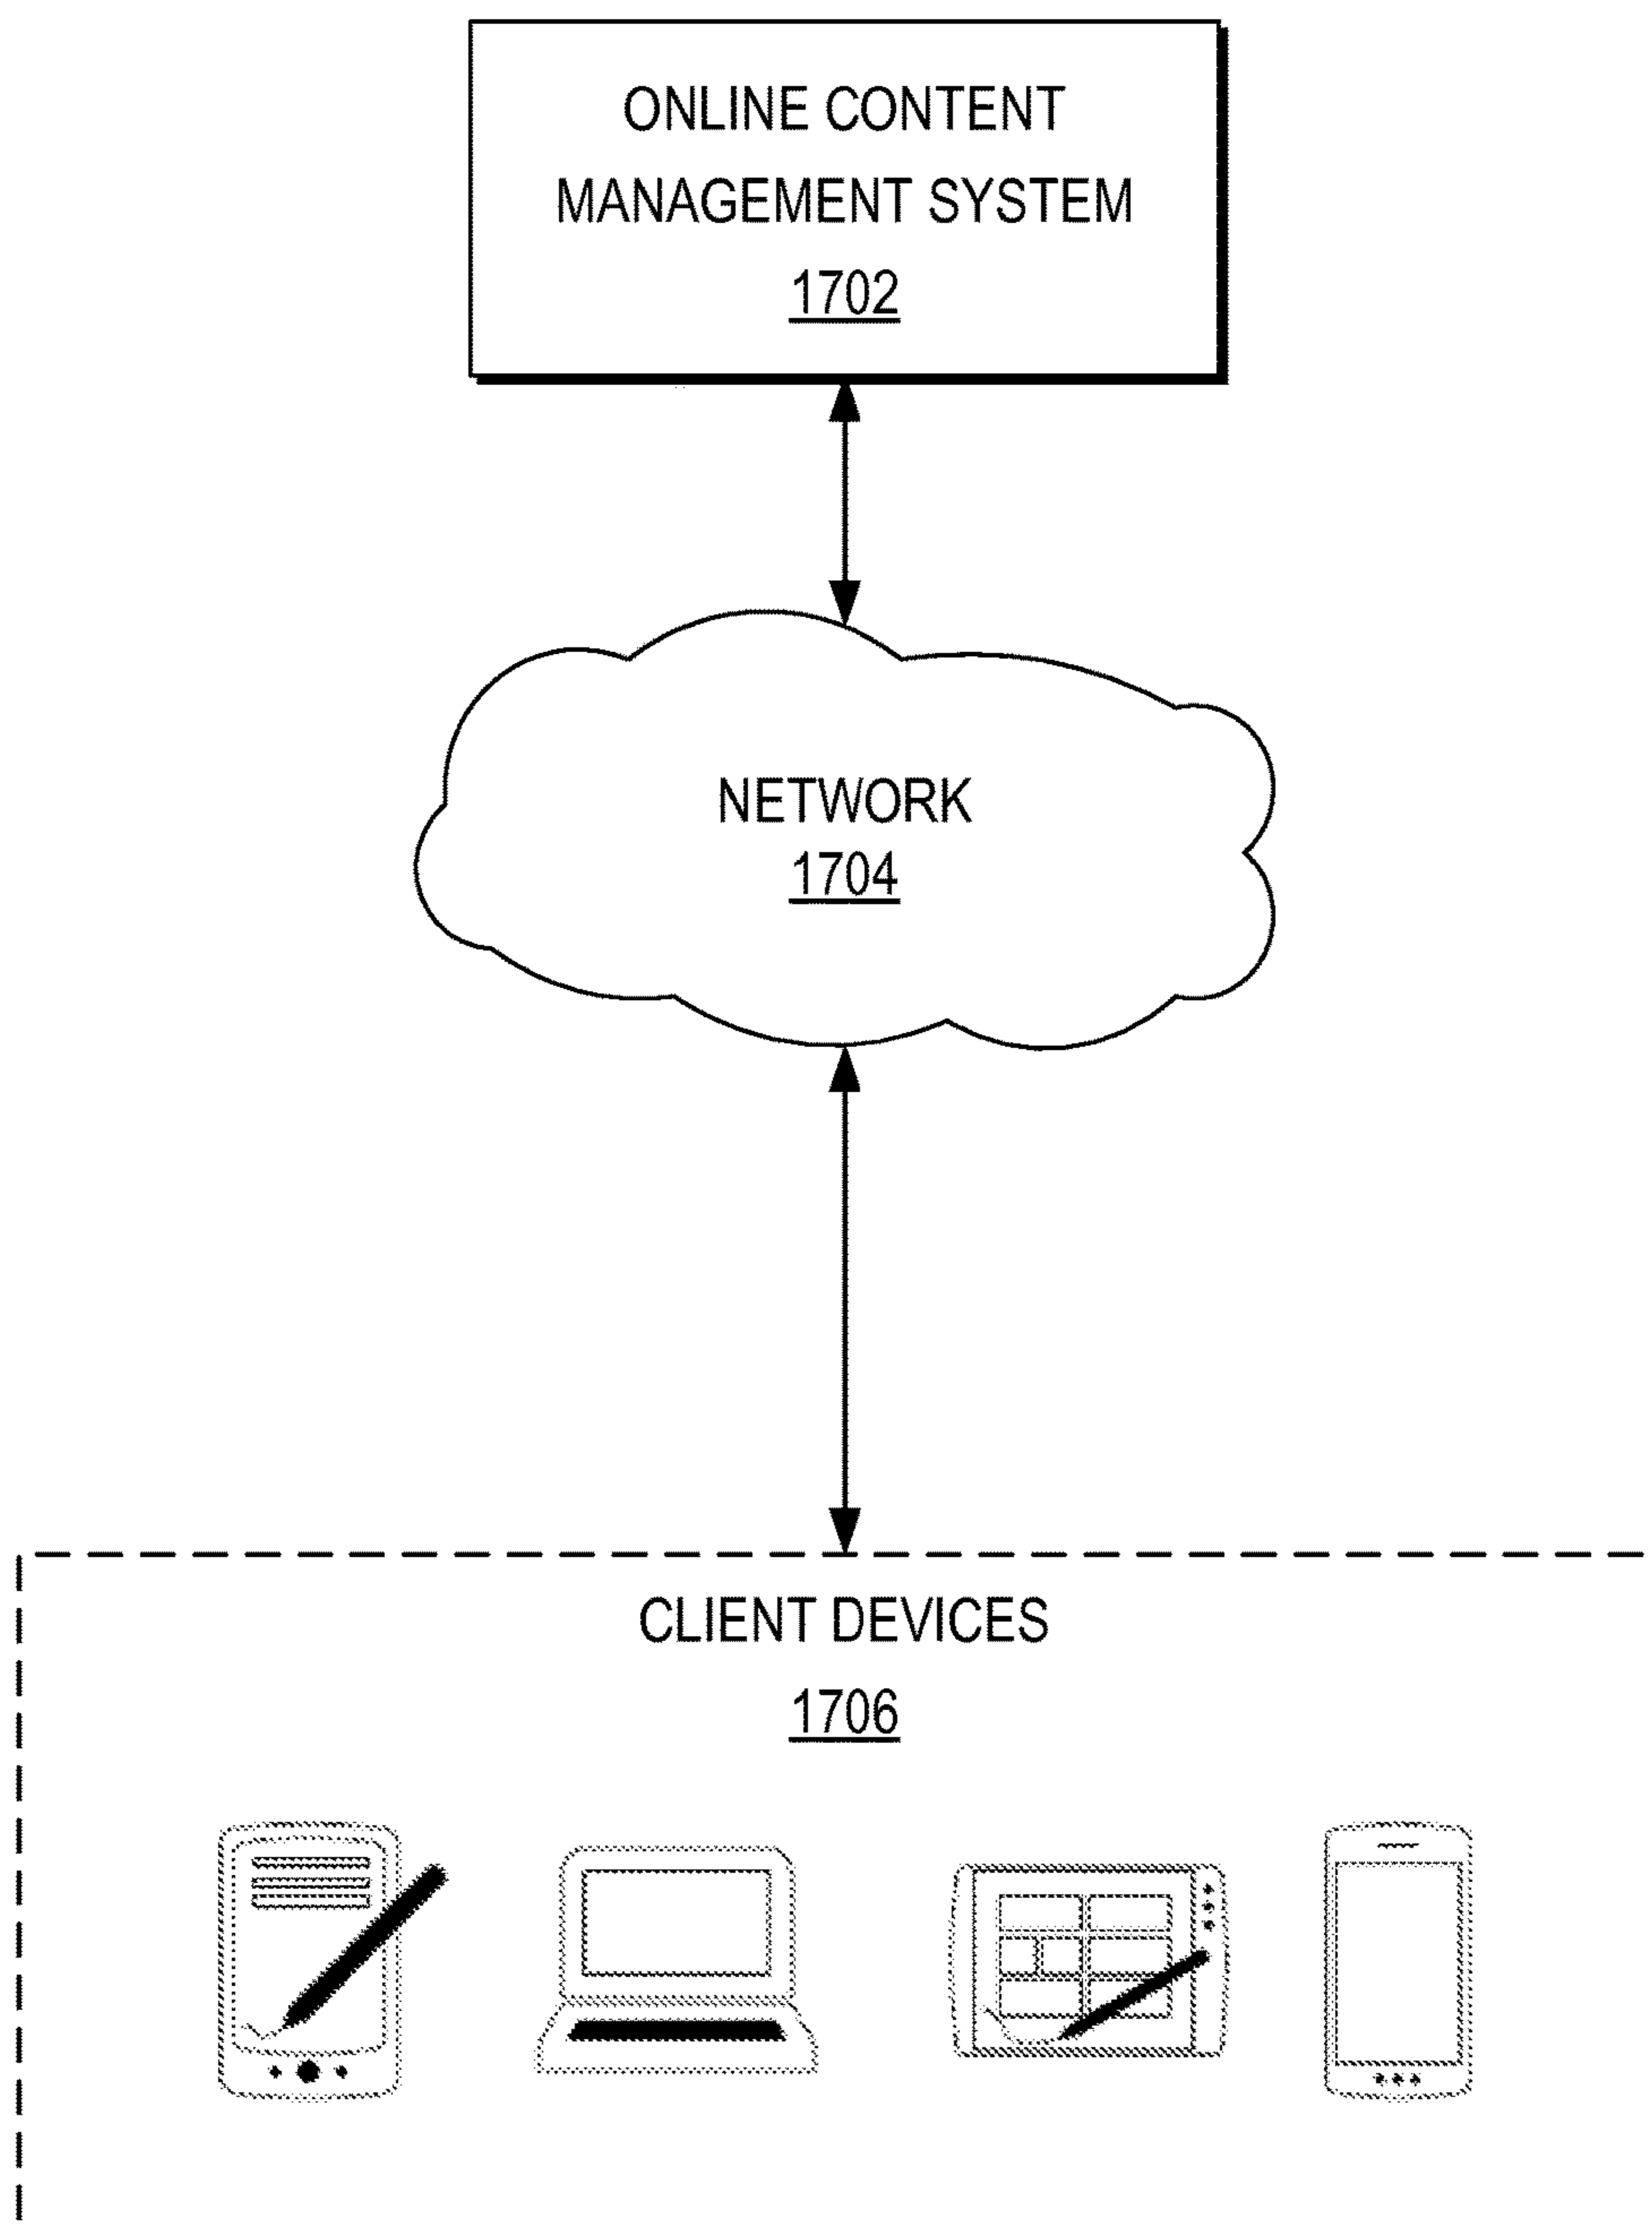 ONLINE CONTENT
MANAGEMENT SYSTEM
1702
NETWORK
1704
CLIENT DEVICES
1706